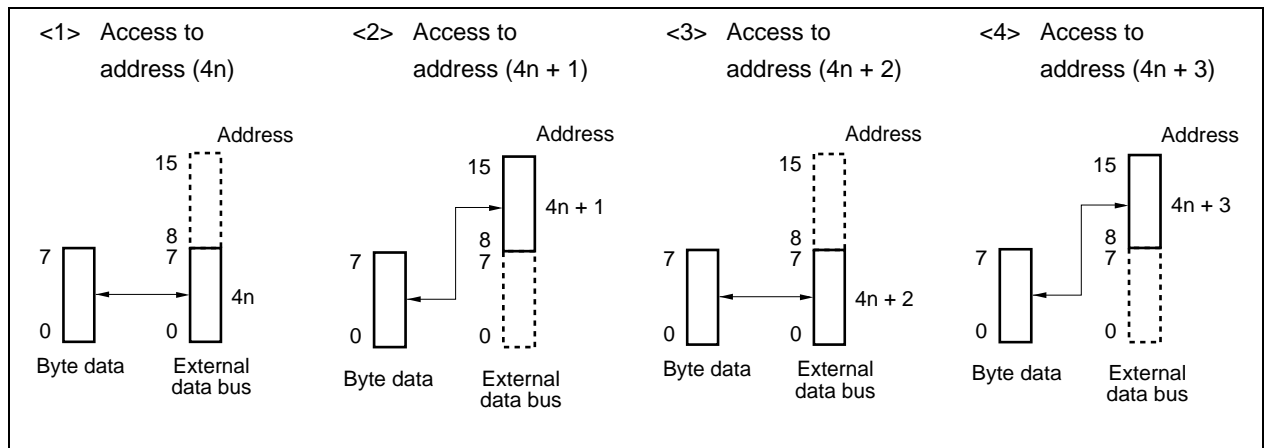 <1> Access to
address (4n)
Address
15
8
7
7
4n
0
0
Byte data
External
data bus
<2> Access to
address (4n + 1)
Address
15
4n + 1
8
7
7
0
0
Byte data
External
data bus
<3> Access to
address (4n + 2)
Address
15
8
7
7
4n + 2
0
0
Byte data
External
data bus
<4> Access to
address (4n + 3)
Address
15
4n + 3
8
7
7
0
0
Byte data
External
data bus